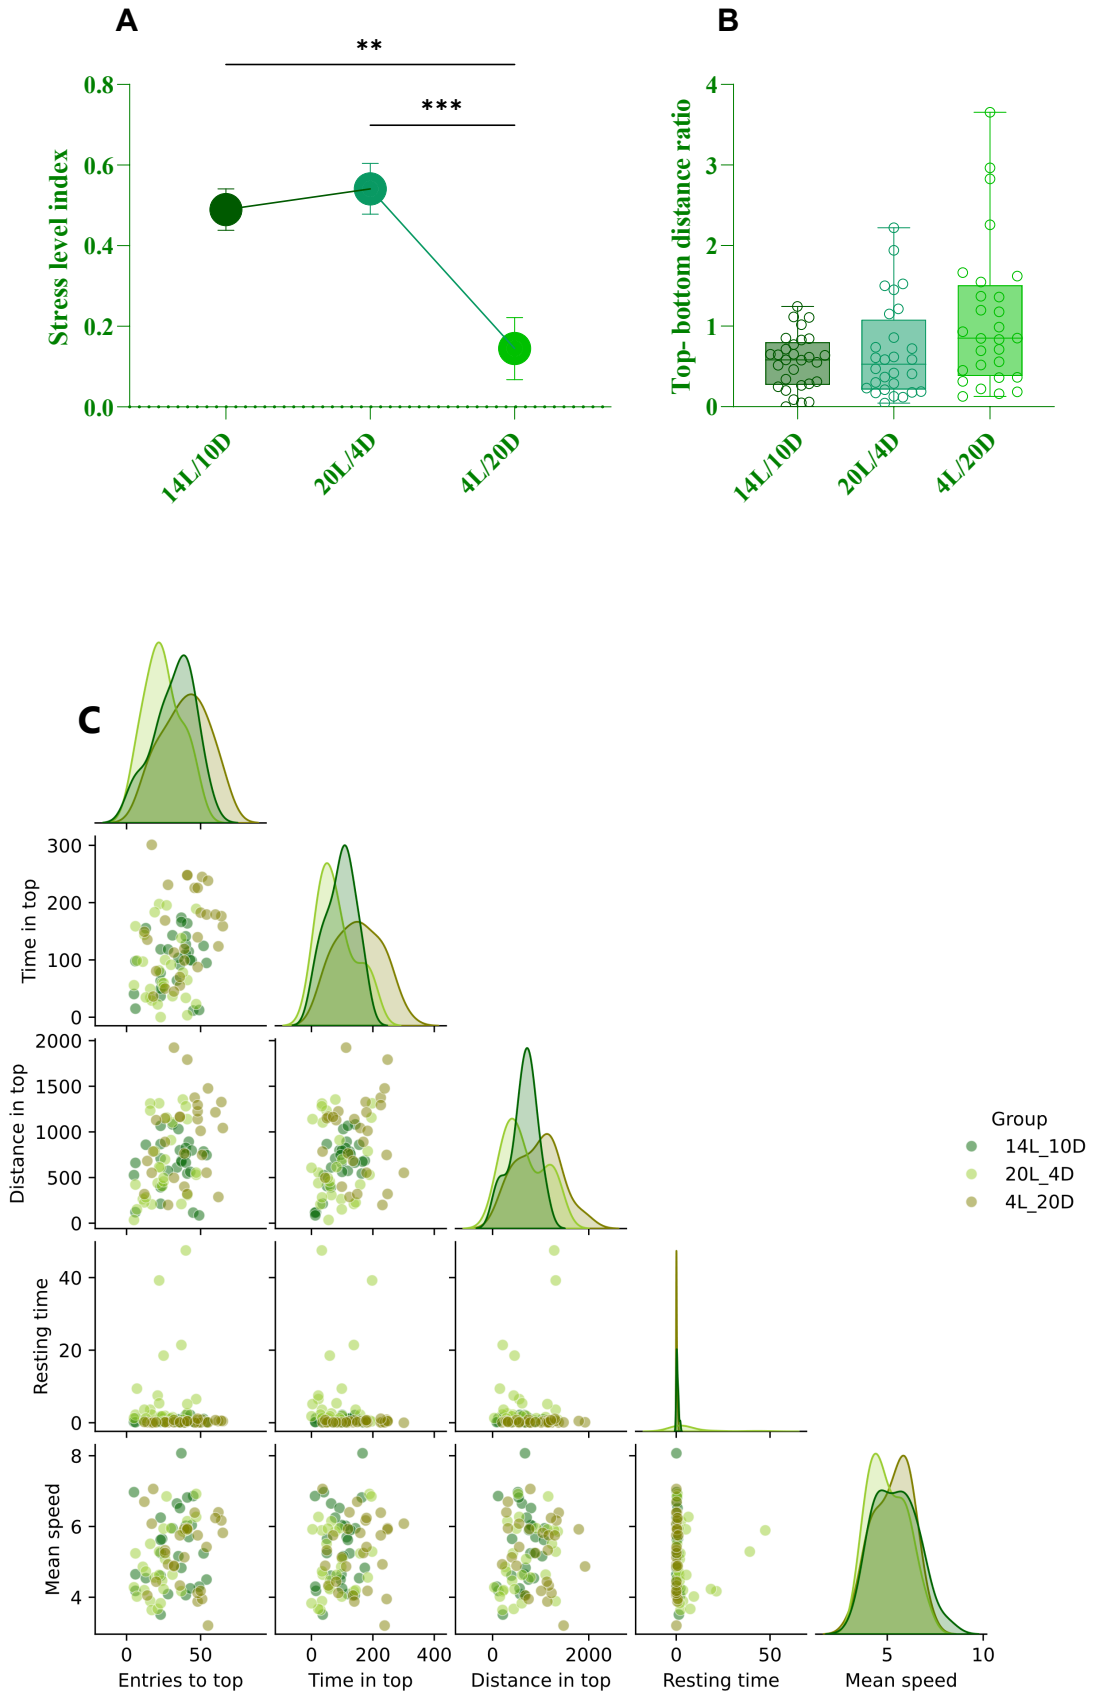 A
B
**
***
0.8
0.6
0.4
0.2
0.0
Stress level index
14L/10D
20L/4D
4L/20D
4
3
2
1
0
Top- bottom distance ratio
14L/10D
20L/4D
4L/20D
C
300
200
100
0
Time in top
2000
1500
1000
500
0
Distance in top
Group
14L_10D
20L_4D
4L_20D
40
20
0
Resting time
8
6
4
Mean speed
0 50
0 200 400
0 2000
0 50
5 10
Entries to top
Time in top
Distance in top
Resting time
Mean speed